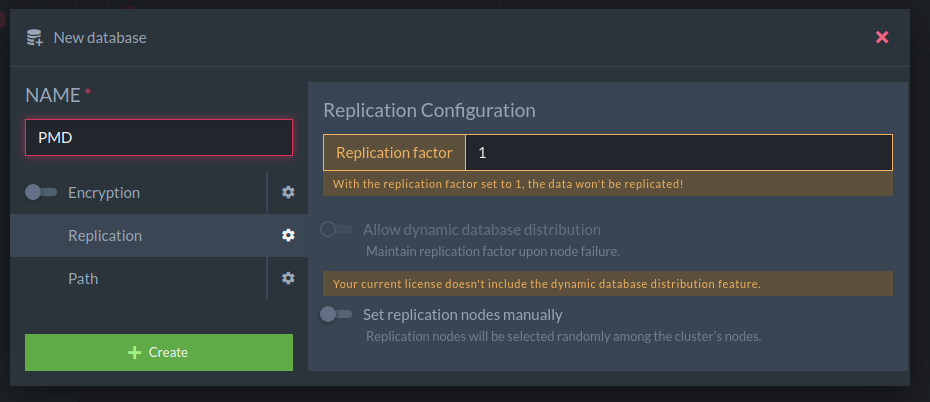 New database
NAME *
PMD
Encryption
Replication
Path
Create
Replication Configuration
Replication factor 1
With the replication factor set to 1, the data won't be replicated!
Allow dynamic database distribution
Maintain replication factor upon node failure.
Your current license doesn't include the dynamic database distribution feature.
Set replication nodes manually
Replication nodes will be selected randomly among the cluster's nodes.